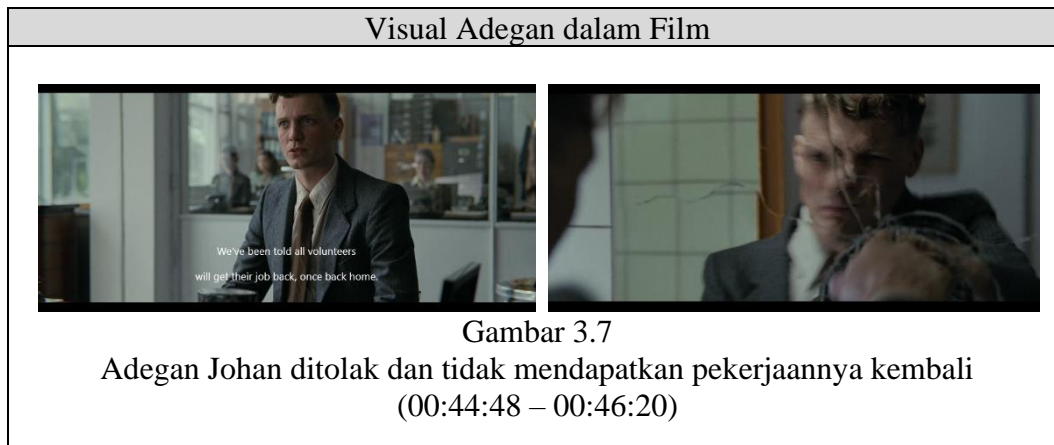 Visual Adegan dalam Film
We've been told all volunteers
will get their job back, once back home.
Gambar 3.7
Adegan Johan ditolak dan tidak mendapatkan pekerjaannya kembali
(00:44:48 – 00:46:20)